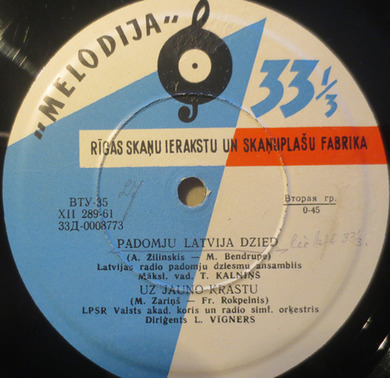 „MELODIJA"
33⅓
RĪGAS SKAŅU IERAKSTU UN SKAŅUPLAŠU FABRIKA
ВТУ-35
XII 289-61
33Д-0008773
Вторая гр.
0-45
PADOMJU LATVIJA DZIED
(A. Žilinskis — M. Bendrupe)
Latvijas radio padomju dziesmu ansamblis
Māksl. vad. T. KALNIŅŠ
UZ JAUNO KRASTU
(M. Zariņš — Fr. Rokpelnis)
LPSR Valsts akad. koris un radio simf. orķestris
Diriģents L. VĪGNERS